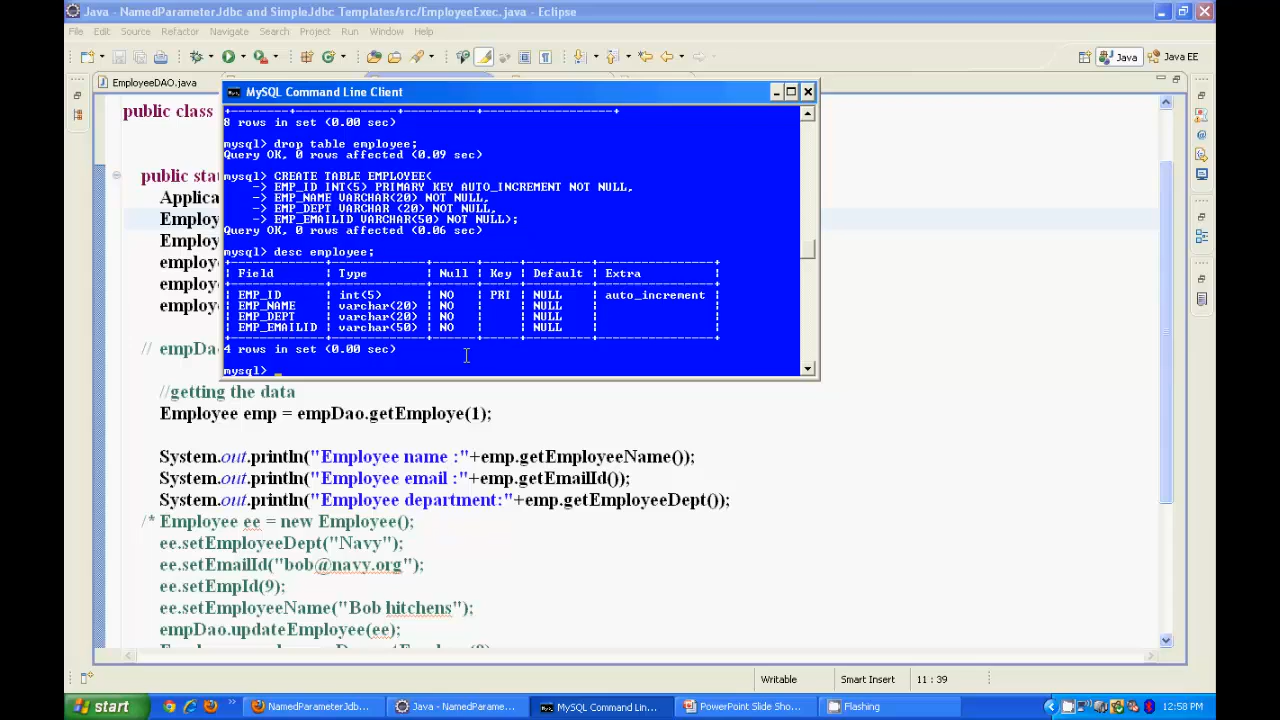 Java - NamedParameterJdbc and SimpleJdbc Templates/src/EmployeeExec.java - Eclipse
File Edit Source Refactor Navigate Search Project Run Window Help
Java Java EE
EmployeeDAO.java
MySQL Command Line Client
public class
+--------+---------------+----------+------------------+
8 rows in set (0.00 sec)
mysql> drop table employee;
Query OK, 0 rows affected (0.09 sec)
mysql> CREATE TABLE EMPLOYEE(
-> EMP_ID INT(5) PRIMARY KEY AUTO_INCREMENT NOT NULL,
-> EMP_NAME VARCHAR(20) NOT NULL,
-> EMP_DEPT VARCHAR (20) NOT NULL,
-> EMP_EMAILID VARCHAR(50) NOT NULL);
Query OK, 0 rows affected (0.06 sec)
mysql> desc employee;
+-------------+-------------+------+-----+---------+----------------+
| Field | Type | Null | Key | Default | Extra |
+-------------+-------------+------+-----+---------+----------------+
| EMP_ID | int(5) | NO | PRI | NULL | auto_increment |
| EMP_NAME | varchar(20) | NO | | NULL | |
| EMP_DEPT | varchar(20) | NO | | NULL | |
| EMP_EMAILID | varchar(50) | NO | | NULL | |
+-------------+-------------+------+-----+---------+----------------+
4 rows in set (0.00 sec)
mysql> _
public sta
Applica
Employ
Employ
employ
employ
employ
// empDa
//getting the data
Employee emp = empDao.getEmploye(1);
System.out.println("Employee name :"+emp.getEmployeeName());
System.out.println("Employee email :"+emp.getEmailId());
System.out.println("Employee department:"+emp.getEmployeeDept());
/* Employee ee = new Employee();
ee.setEmployeeDept("Navy");
ee.setEmailId("bob@navy.org");
ee.setEmpId(9);
ee.setEmployeeName("Bob hitchens");
empDao.updateEmployee(ee);
Writable Smart Insert 11 : 39
start NamedParameterJdb... Java - NamedParame... MySQL Command Lin... PowerPoint Slide Sho... Flashing 12:58 PM